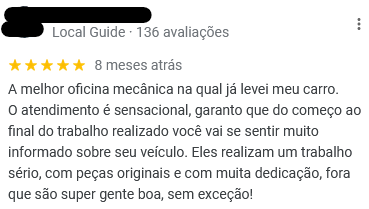 Local Guide · 136 avaliações
8 meses atrás
A melhor oficina mecânica na qual já levei meu carro.
O atendimento é sensacional, garanto que do começo ao
final do trabalho realizado você vai se sentir muito
informado sobre seu veículo. Eles realizam um trabalho
sério, com peças originais e com muita dedicação, fora
que são super gente boa, sem exceção!